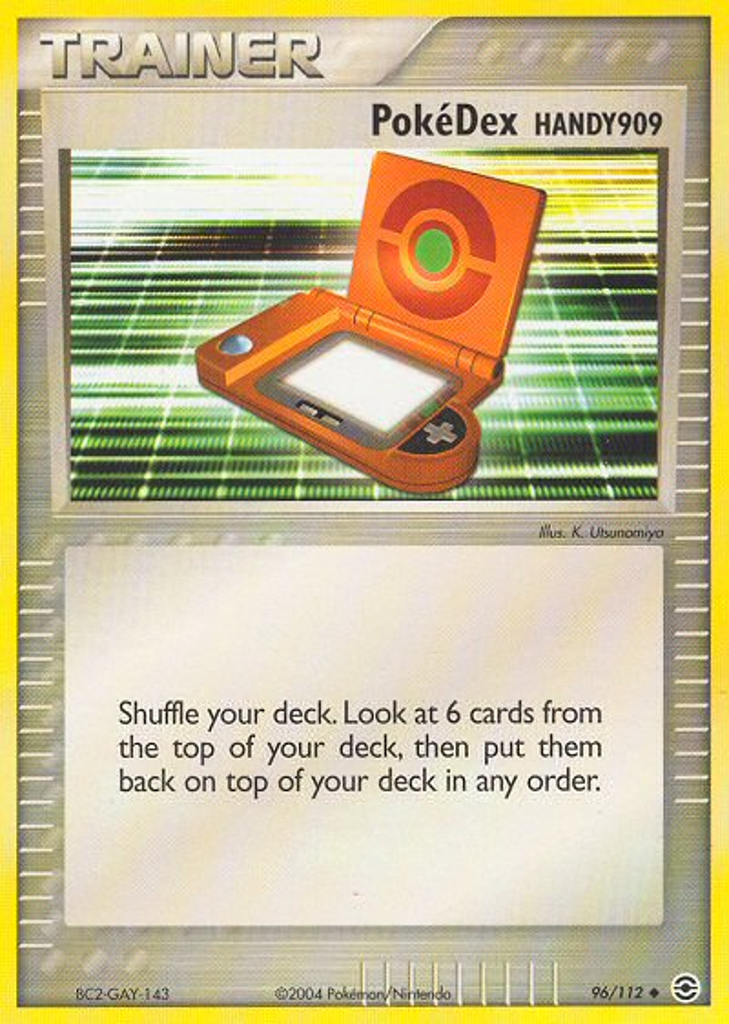 TRAINER
PokéDex HANDY909
Illus. K. Utsunomiya
Shuffle your deck. Look at 6 cards from
the top of your deck, then put them
back on top of your deck in any order.
BC2-GAY-143 ©2004 Pokémon/Nintendo 96/112